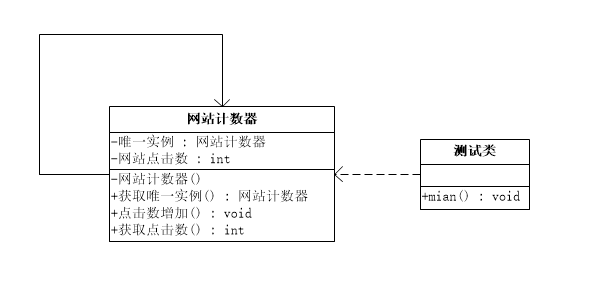 网站计数器
-唯一实例 : 网站计数器
-网站点击数 : int
-网站计数器()
+获取唯一实例() : 网站计数器
+点击数增加() : void
+获取点击数() : int
测试类
+mian() : void